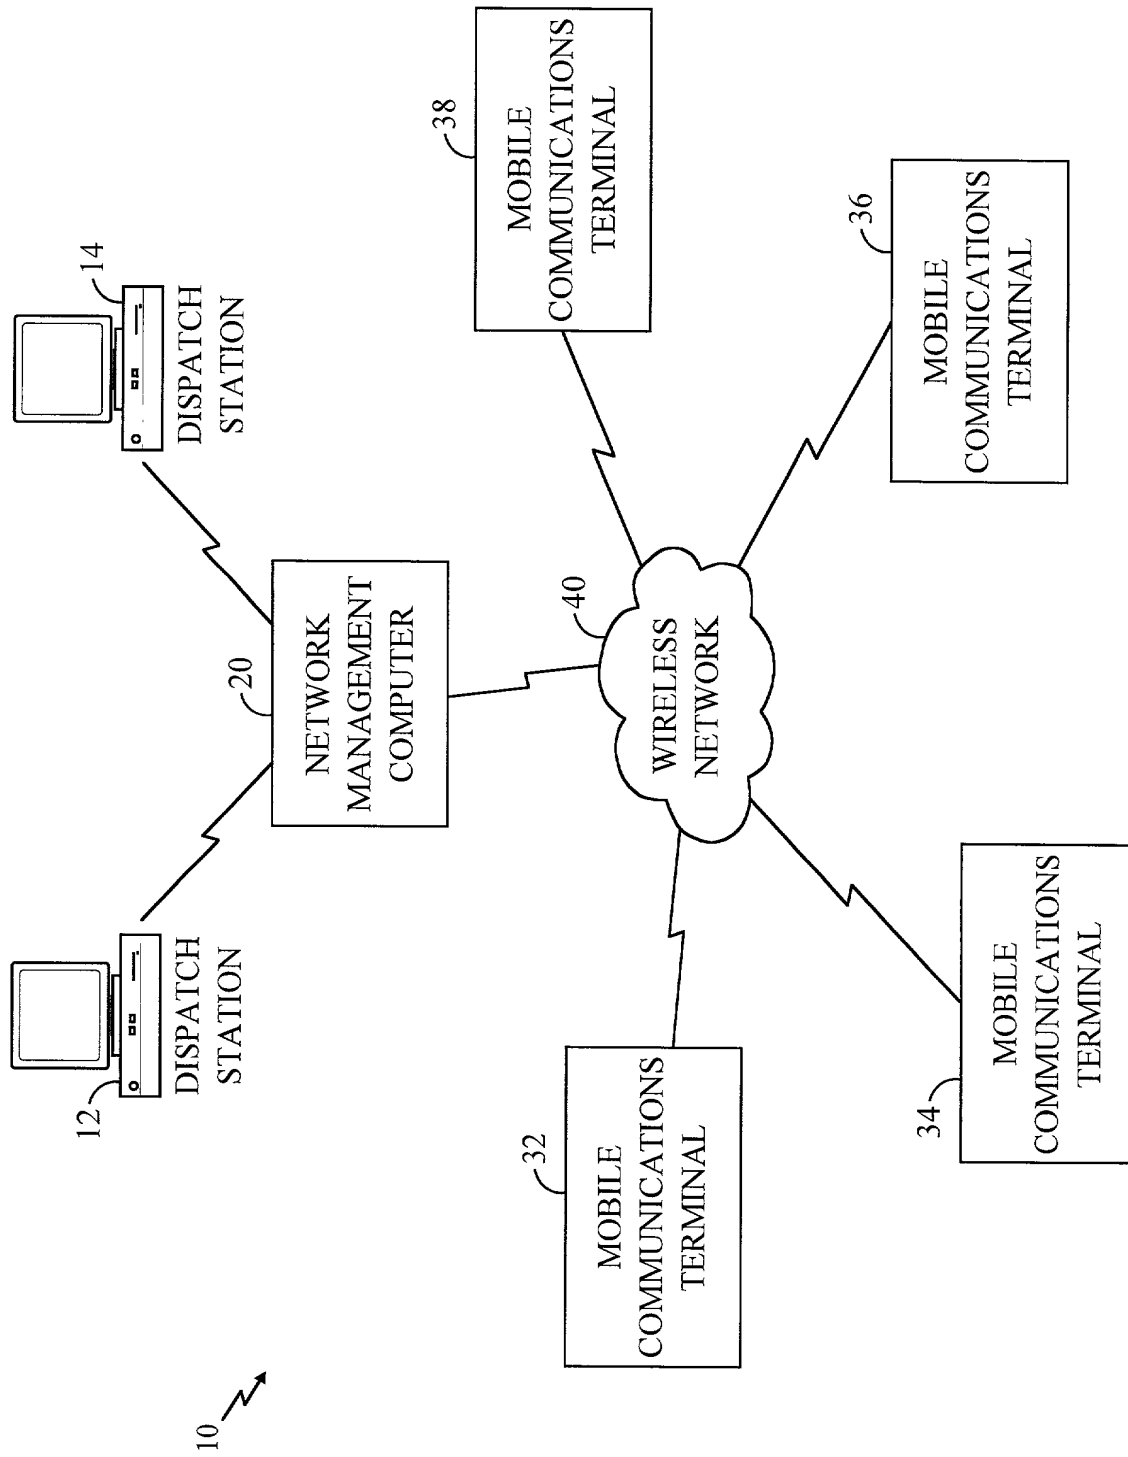 10
12
DISPATCH
STATION
14
DISPATCH
STATION
20
NETWORK
MANAGEMENT
COMPUTER
38
MOBILE
COMMUNICATIONS
TERMINAL
32
MOBILE
COMMUNICATIONS
TERMINAL
40
WIRELESS
NETWORK
36
MOBILE
COMMUNICATIONS
TERMINAL
34
MOBILE
COMMUNICATIONS
TERMINAL